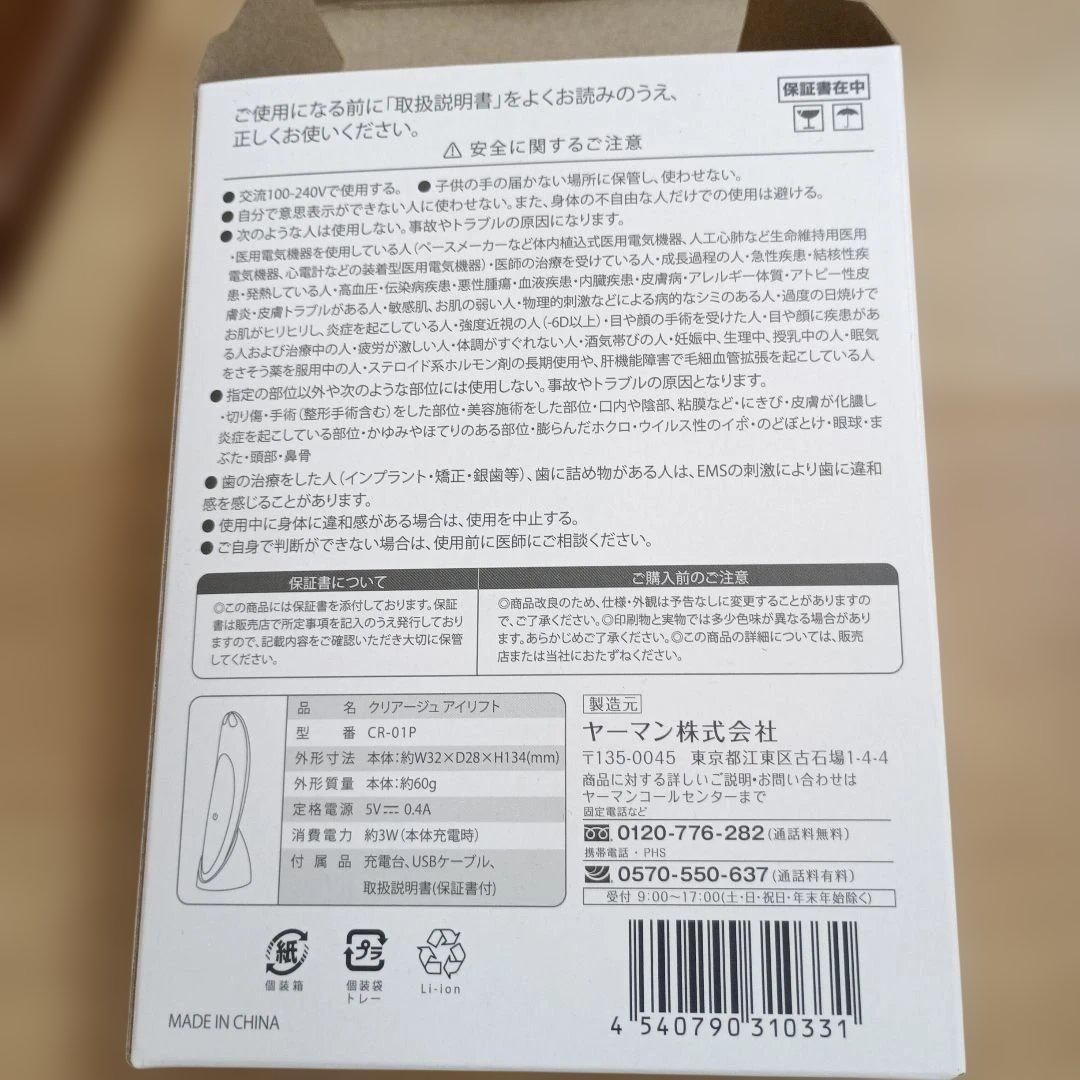 ご使用になる前に「取扱説明書」をよくお読みのうえ、
正しくお使いください。
保証書在中
⚠ 安全に関するご注意
●交流100-240Vで使用する。 ●子供の手の届かない場所に保管し、使わせない。
●自分で意思表示ができない人に使わせない。また、身体の不自由な人だけでの使用は避ける。
●次のような人は使用しない。事故やトラブルの原因になります。
・医用電気機器を使用している人（ペースメーカーなど体内植込式医用電気機器、人工心肺など生命維持用医用
電気機器、心電計などの装着型医用電気機器）・医師の治療を受けている人・成長過程の人・急性疾患・結核性疾
患・発熱している人・高血圧・伝染病疾患・悪性腫瘍・血液疾患・内臓疾患・皮膚病・アレルギー体質・アトピー性皮
膚炎・皮膚トラブルがある人・敏感肌、お肌の弱い人・物理的刺激などによる病的なシミのある人・過度の日焼けで
お肌がヒリヒリし、炎症を起こしている人・強度近視の人（-6D以上）・目や顔の手術を受けた人・目や顔に疾患があ
る人および治療中の人・疲労が激しい人・体調がすぐれない人・酒気帯びの人・妊娠中、生理中、授乳中の人・眠気
をさそう薬を服用中の人・ステロイド系ホルモン剤の長期使用や、肝機能障害で毛細血管拡張を起こしている人
●指定の部位以外や次のような部位には使用しない。事故やトラブルの原因となります。
・切り傷・手術（整形手術含む）をした部位・美容施術をした部位・口内や陰部、粘膜など・にきび・皮膚が化膿し
炎症を起こしている部位・かゆみやほてりのある部位・膨らんだホクロ・ウイルス性のイボ・のどぼとけ・眼球・ま
ぶた・頭部・鼻骨
●歯の治療をした人（インプラント・矯正・銀歯等）、歯に詰め物がある人は、EMSの刺激により歯に違和
感を感じることがあります。
●使用中に身体に違和感がある場合は、使用を中止する。
●ご自身で判断ができない場合は、使用前に医師にご相談ください。
保証書について
◎この商品には保証書を添付しております。保証
書は販売店で所定事項を記入のうえ発行してお
りますので、記載内容をご確認いただき大切に保管
してください。
ご購入前のご注意
◎商品改良のため、仕様・外観は予告なしに変更することがありますの
で、ご了承ください。◎印刷物と実物では多少色味が異なる場合があり
ます。あらかじめご了承ください。◎この商品の詳細については、販売
店または当社におたずねください。
品名 クリアージュ アイリフト
型番 CR-01P
外形寸法 本体：約W32×D28×H134(mm)
外形質量 本体：約60g
定格電源 5V⎓ 0.4A
消費電力 約3W（本体充電時）
付属品 充電台、USBケーブル、
取扱説明書（保証書付）
製造元
ヤーマン株式会社
〒135-0045 東京都江東区古石場1-4-4
商品に対する詳しいご説明・お問い合わせは
ヤーマンコールセンターまで
固定電話など
0120-776-282（通話料無料）
携帯電話・PHS
0570-550-637（通話料有料）
受付 9:00～17:00（土・日・祝日・年末年始除く）
紙
個装箱
プラ
個装袋
トレー
Li-ion
MADE IN CHINA
4 540790 310331